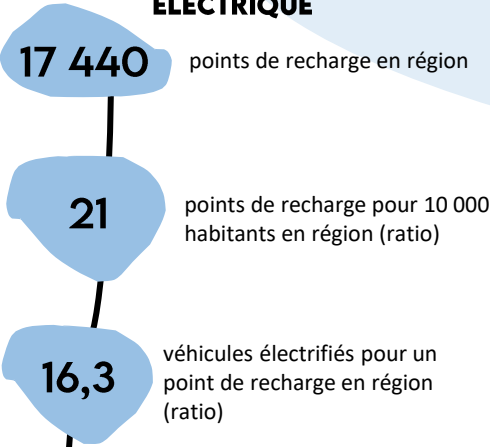 ÉLECTRIQUE
17 440
points de recharge en région
21
points de recharge pour 10 000
habitants en région (ratio)
16,3
véhicules électrifiés pour un
point de recharge en région
(ratio)